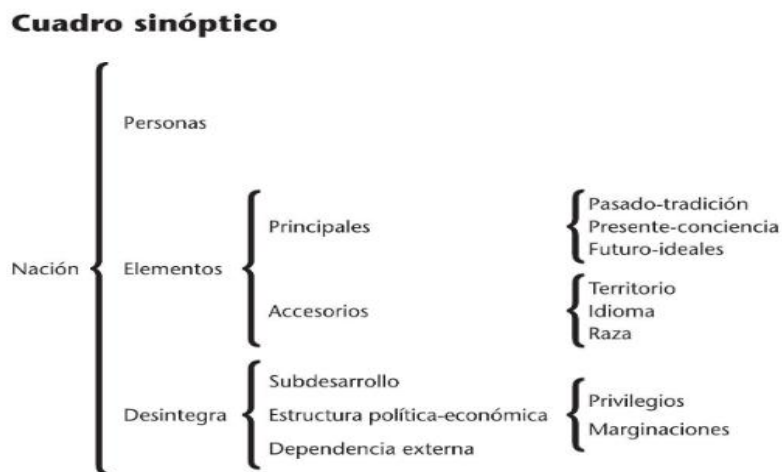 Cuadro sinóptico
Personas
Nación
Elementos
Principales
Pasado-tradición
Presente-conciencia
Futuro-ideales
Accesorios
Territorio
Idioma
Raza
Desintegra
Subdesarrollo
Estructura política-económica
Privilegios
Marginaciones
Dependencia externa